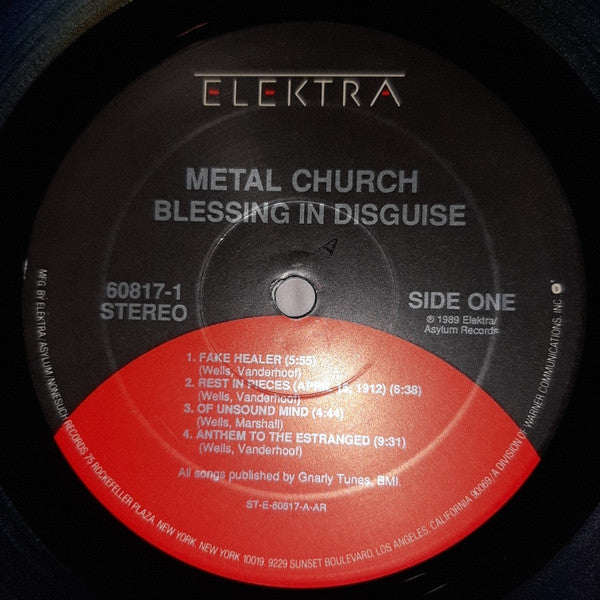 ELEKTRA
METAL CHURCH
BLESSING IN DISGUISE
A
60817-1
STEREO
SIDE ONE
℗ 1989 Elektra/
Asylum Records
1. FAKE HEALER (5:55)
(Wells, Vanderhoof)
2. REST IN PIECES (APRIL 15, 1912) (6:38)
(Wells, Vanderhoof)
3. OF UNSOUND MIND (4:44)
(Wells, Marshall)
4. ANTHEM TO THE ESTRANGED (9:31)
(Wells, Vanderhoof)
All songs published by Gnarly Tunes, BMI.
ST-E-60817-A-AR
MFG. BY ELEKTRA / ASYLUM / NONESUCH RECORDS 75 ROCKEFELLER PLAZA, NEW YORK, NEW YORK 10019 9229 SUNSET BOULEVARD, LOS ANGELES, CALIFORNIA 90069 / A DIVISION OF WARNER COMMUNICATIONS, INC.